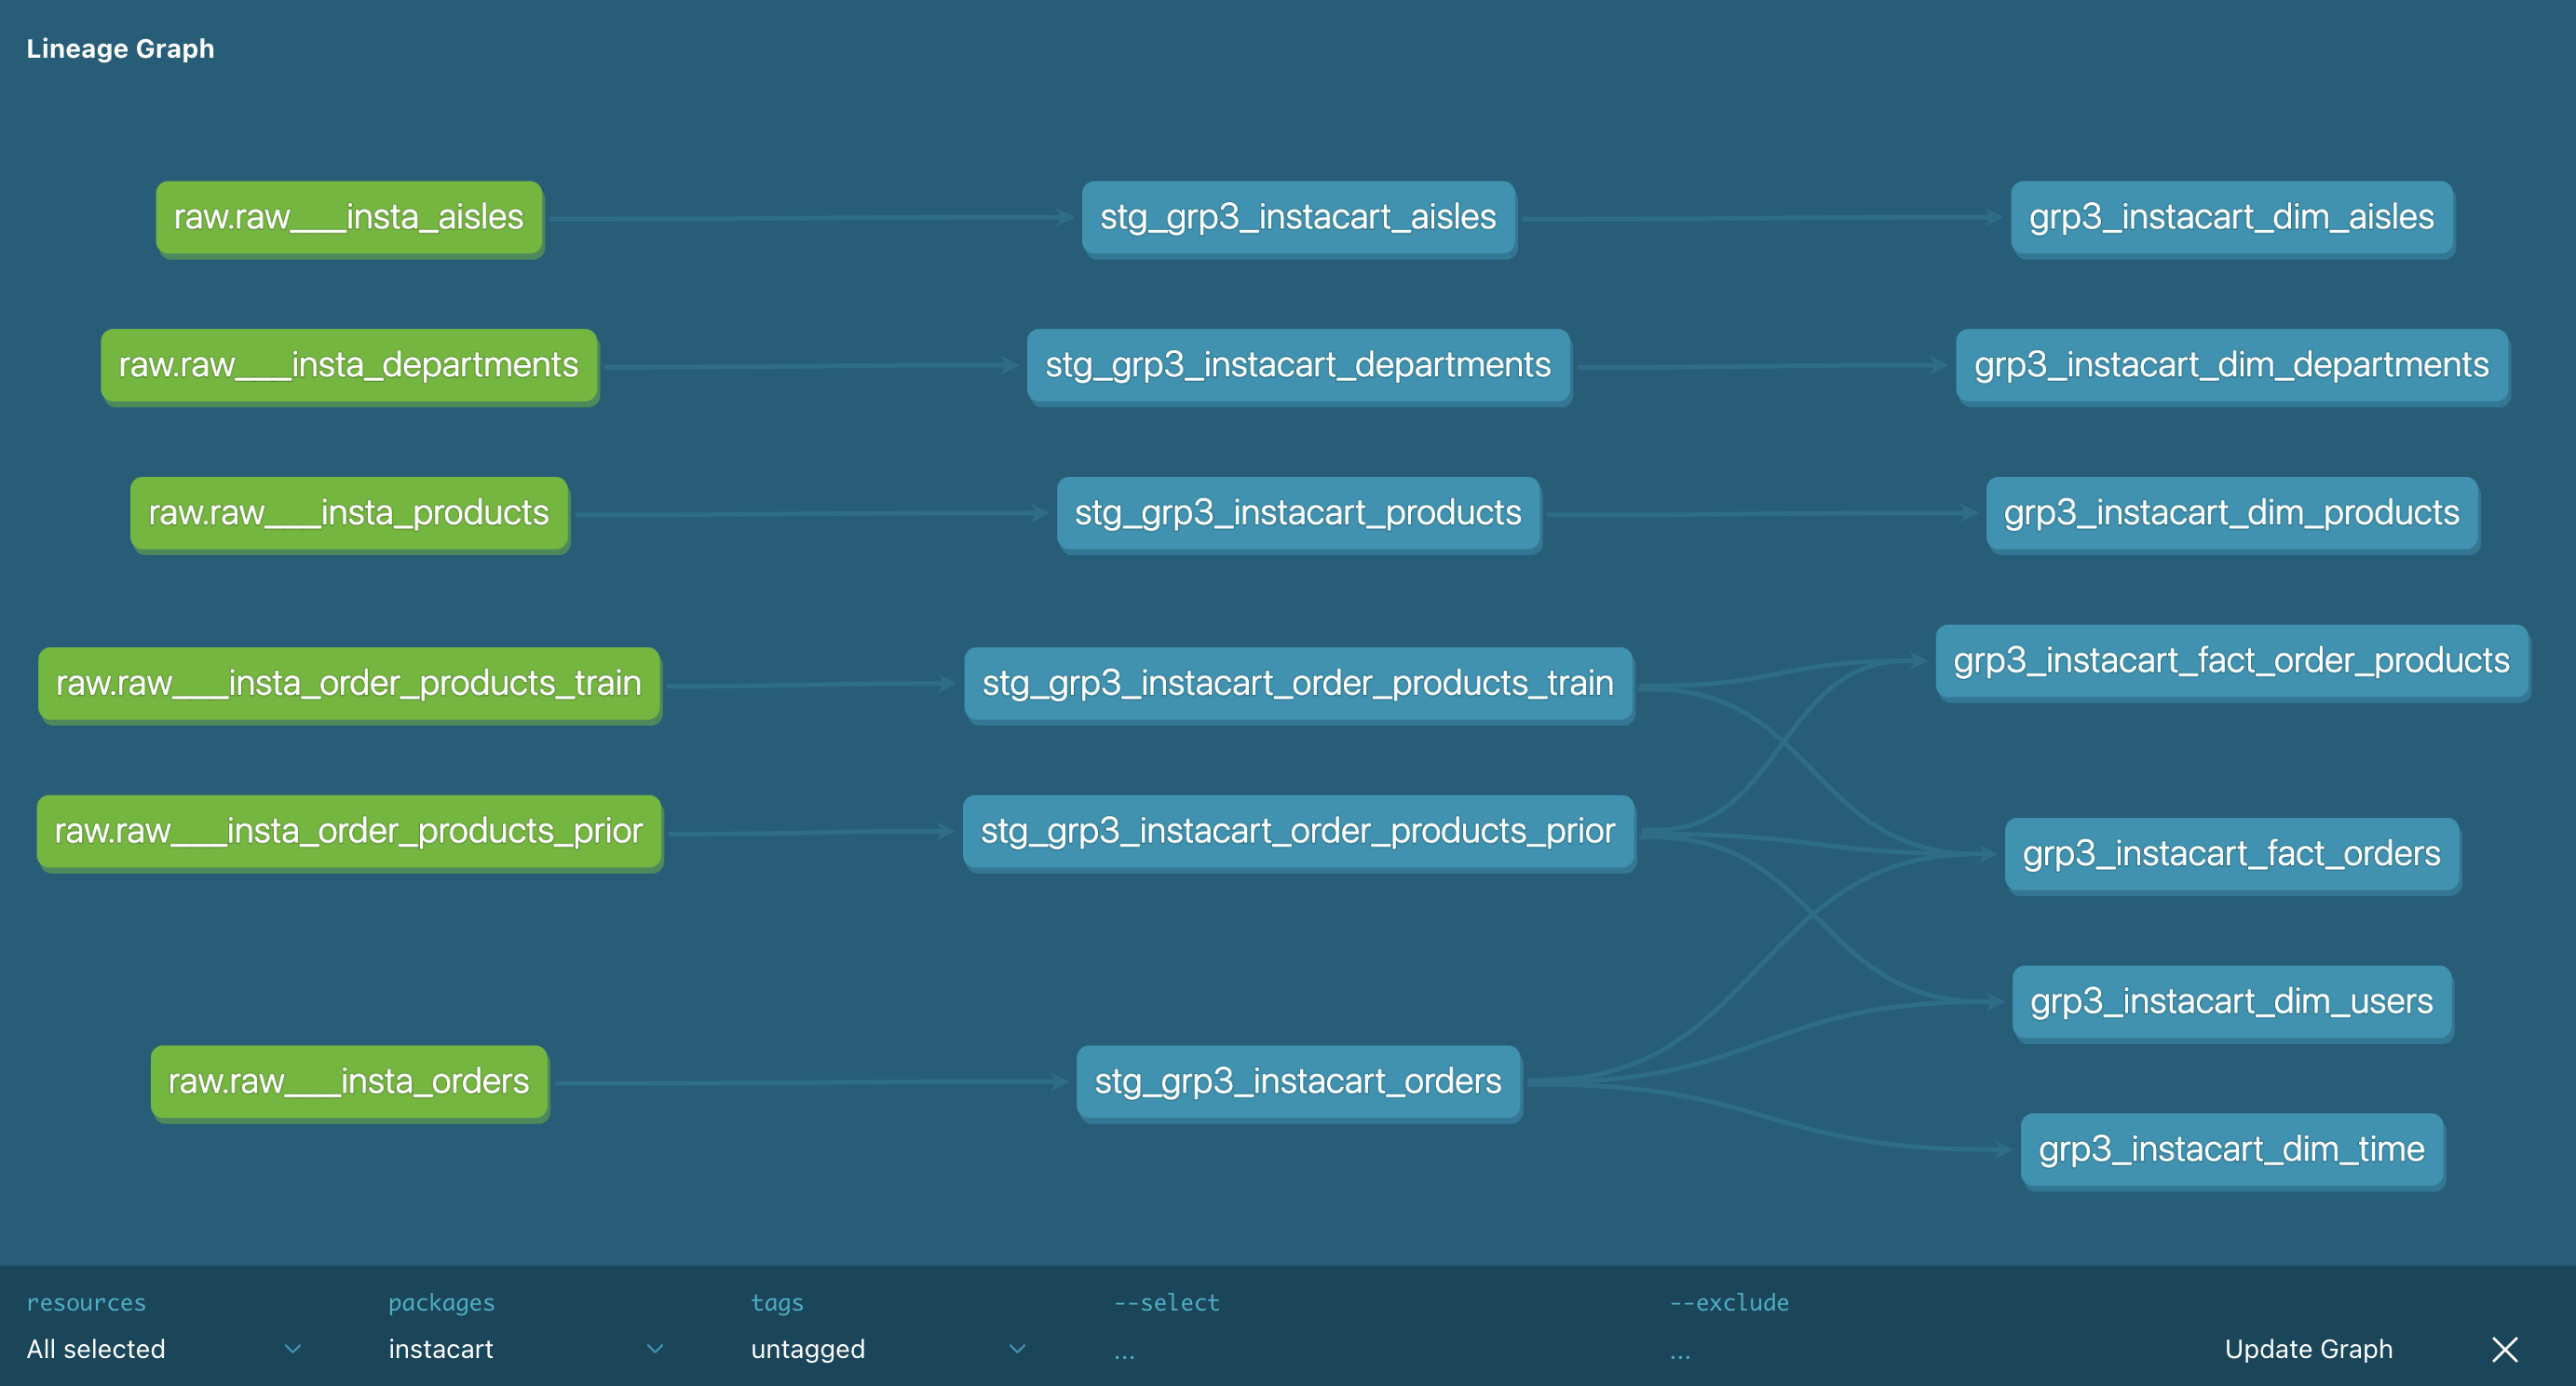 Lineage Graph
raw.raw___insta_aisles
stg_grp3_instacart_aisles
grp3_instacart_dim_aisles
raw.raw___insta_departments
stg_grp3_instacart_departments
grp3_instacart_dim_departments
raw.raw___insta_products
stg_grp3_instacart_products
grp3_instacart_dim_products
raw.raw___insta_order_products_train
stg_grp3_instacart_order_products_train
grp3_instacart_fact_order_products
raw.raw___insta_order_products_prior
stg_grp3_instacart_order_products_prior
grp3_instacart_fact_orders
grp3_instacart_dim_users
raw.raw___insta_orders
stg_grp3_instacart_orders
grp3_instacart_dim_time
resources
All selected
packages
instacart
tags
untagged
--select
...
--exclude
...
Update Graph